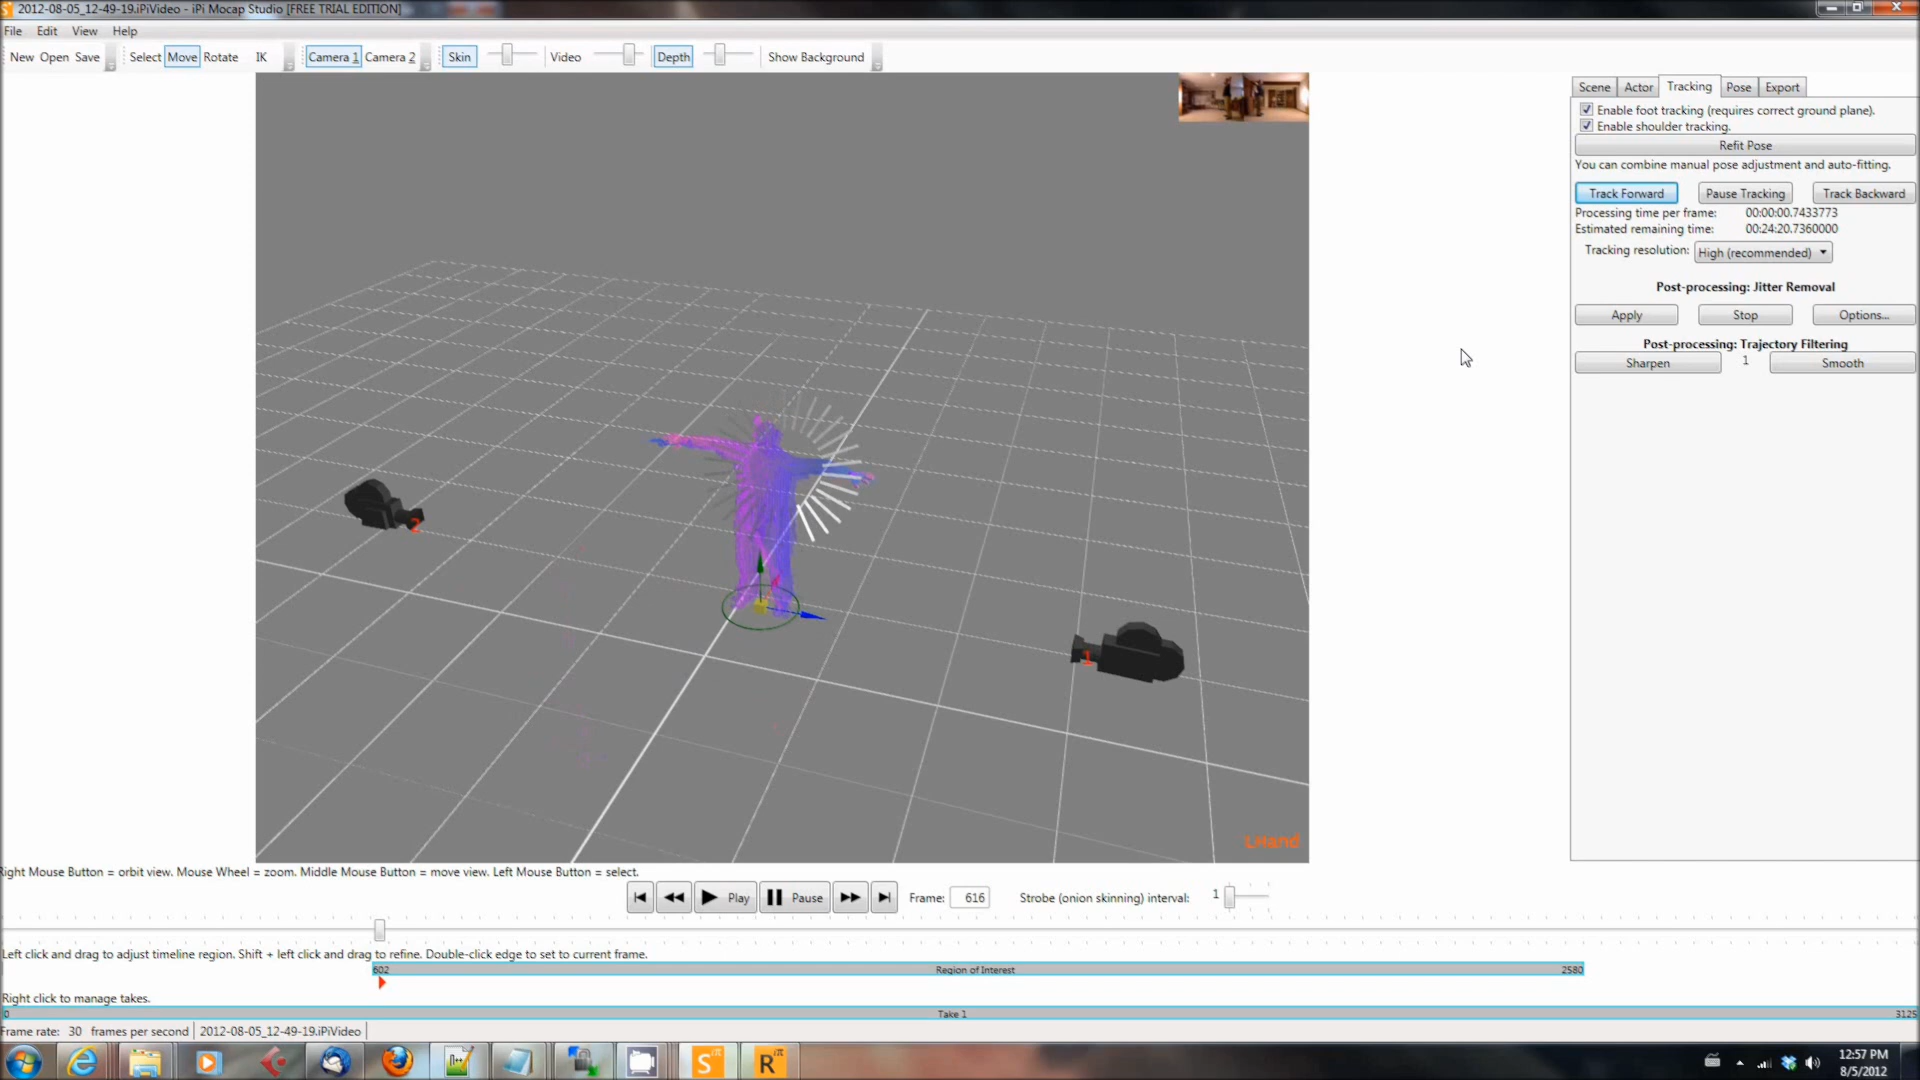 2012-08-05_12-49-19.iPiVideo - iPi Mocap Studio [FREE TRIAL EDITION]
File Edit View Help
New Open Save Select Move Rotate IK Camera 1 Camera 2 Skin Video Depth Show Background
Scene Actor Tracking Pose Export
Enable foot tracking (requires correct ground plane).
Enable shoulder tracking.
Refit Pose
You can combine manual pose adjustment and auto-fitting.
Track Forward Pause Tracking Track Backward
Processing time per frame: 00:00:00.7433773
Estimated remaining time: 00:24:20.7360000
Tracking resolution: High (recommended)
Post-processing: Jitter Removal
Apply Stop Options...
Post-processing: Trajectory Filtering
Sharpen 1 Smooth
2
1
LHand
Right Mouse Button = orbit view. Mouse Wheel = zoom. Middle Mouse Button = move view. Left Mouse Button = select.
Play Pause Frame: 616 Strobe (onion skinning) interval: 1
Left click and drag to adjust timeline region. Shift + left click and drag to refine. Double-click edge to set to current frame.
602 Region of Interest 2580
Right click to manage takes.
0 Take 1 3125
Frame rate: 30 frames per second 2012-08-05_12-49-19.iPiVideo
S iπ R iπ
12:57 PM
8/5/2012